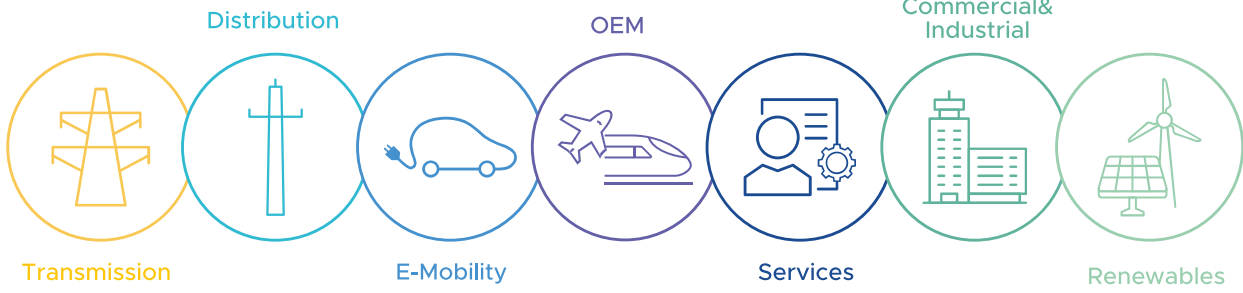 Distribution
OEM
Commercial&
Industrial
Transmission
E-Mobility
Services
Renewables